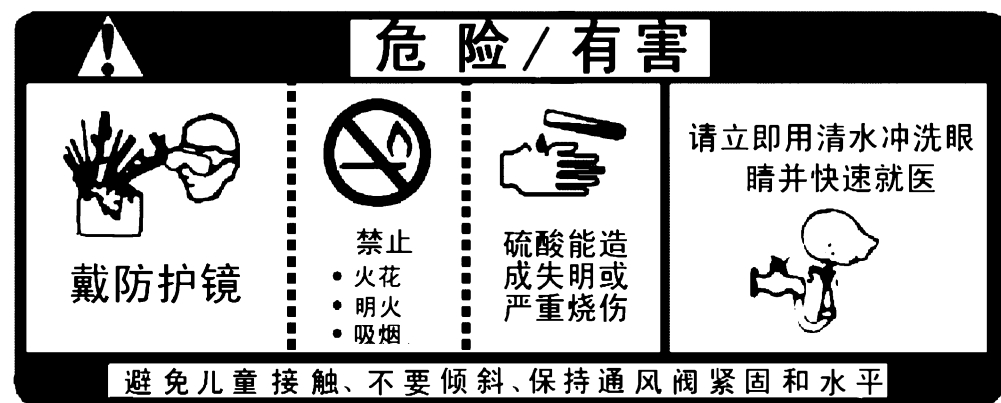 危险/有害
戴防护镜
禁止
• 火花
• 明火
• 吸烟
硫酸能造
成失明或
严重烧伤
请立即用清水冲洗眼
睛并快速就医
避免儿童接触、不要倾斜、保持通风阀紧固和水平